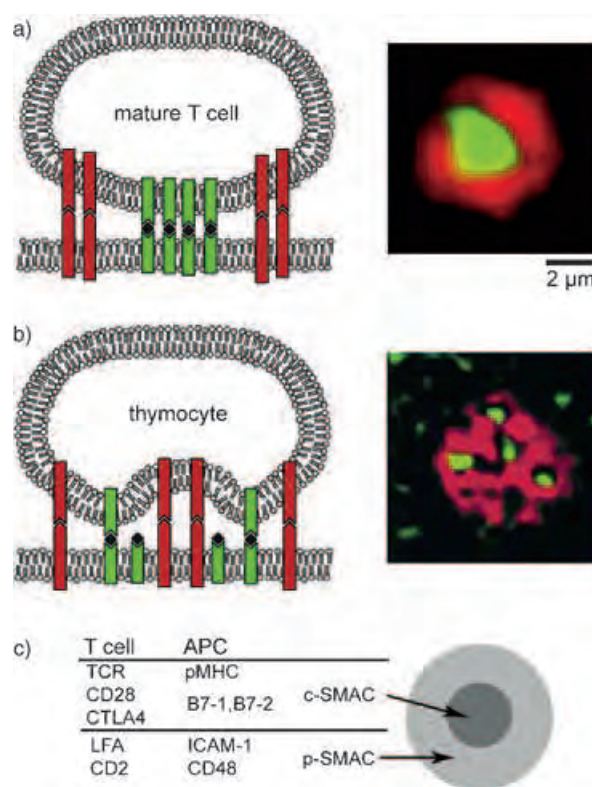 a)
mature T cell
2 µm
b)
thymocyte
c)
T cell APC
TCR pMHC
CD28 B7-1,B7-2 c-SMAC
CTLA4
LFA ICAM-1
CD2 CD48 p-SMAC